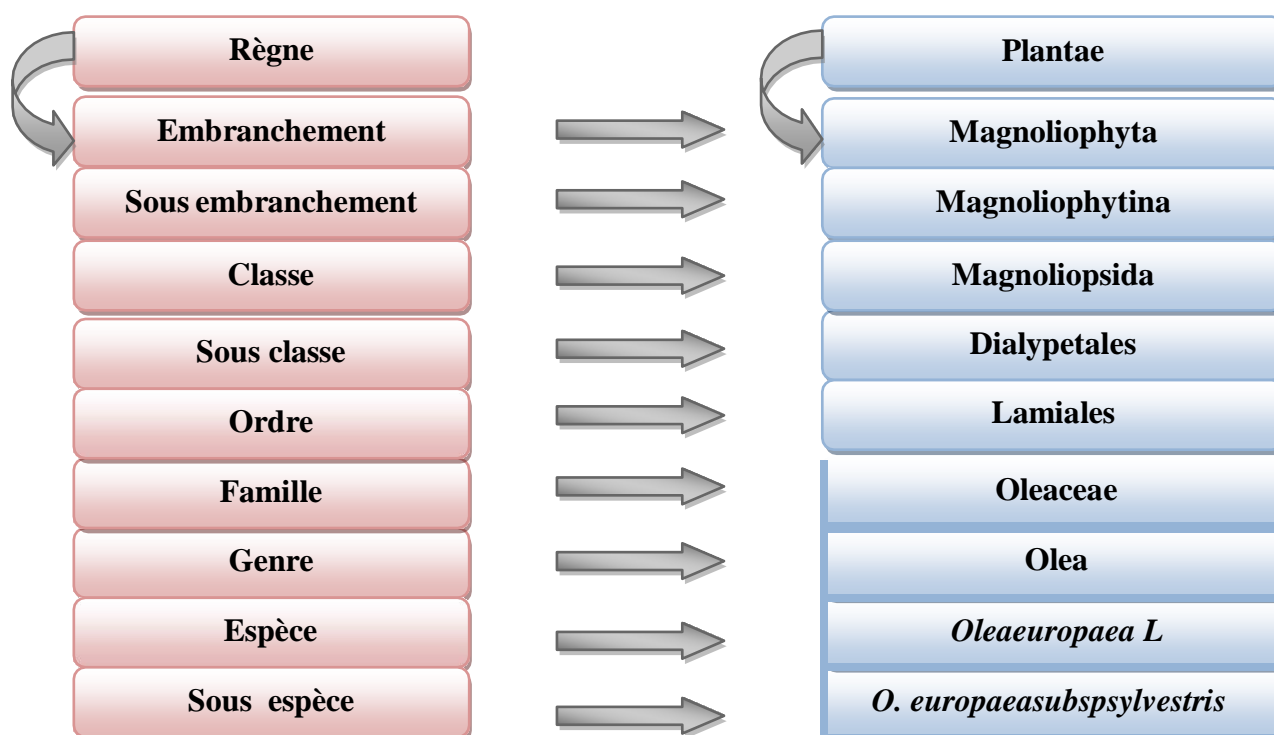 Règne Plantae
Embranchement Magnoliophyta
Sous embranchement Magnoliophytina
Classe Magnoliopsida
Sous classe Dialypetales
Ordre Lamiales
Famille Oleaceae
Genre Olea
Espèce Oleaeuropaea L
Sous espèce O. europaeasubspsylvestris